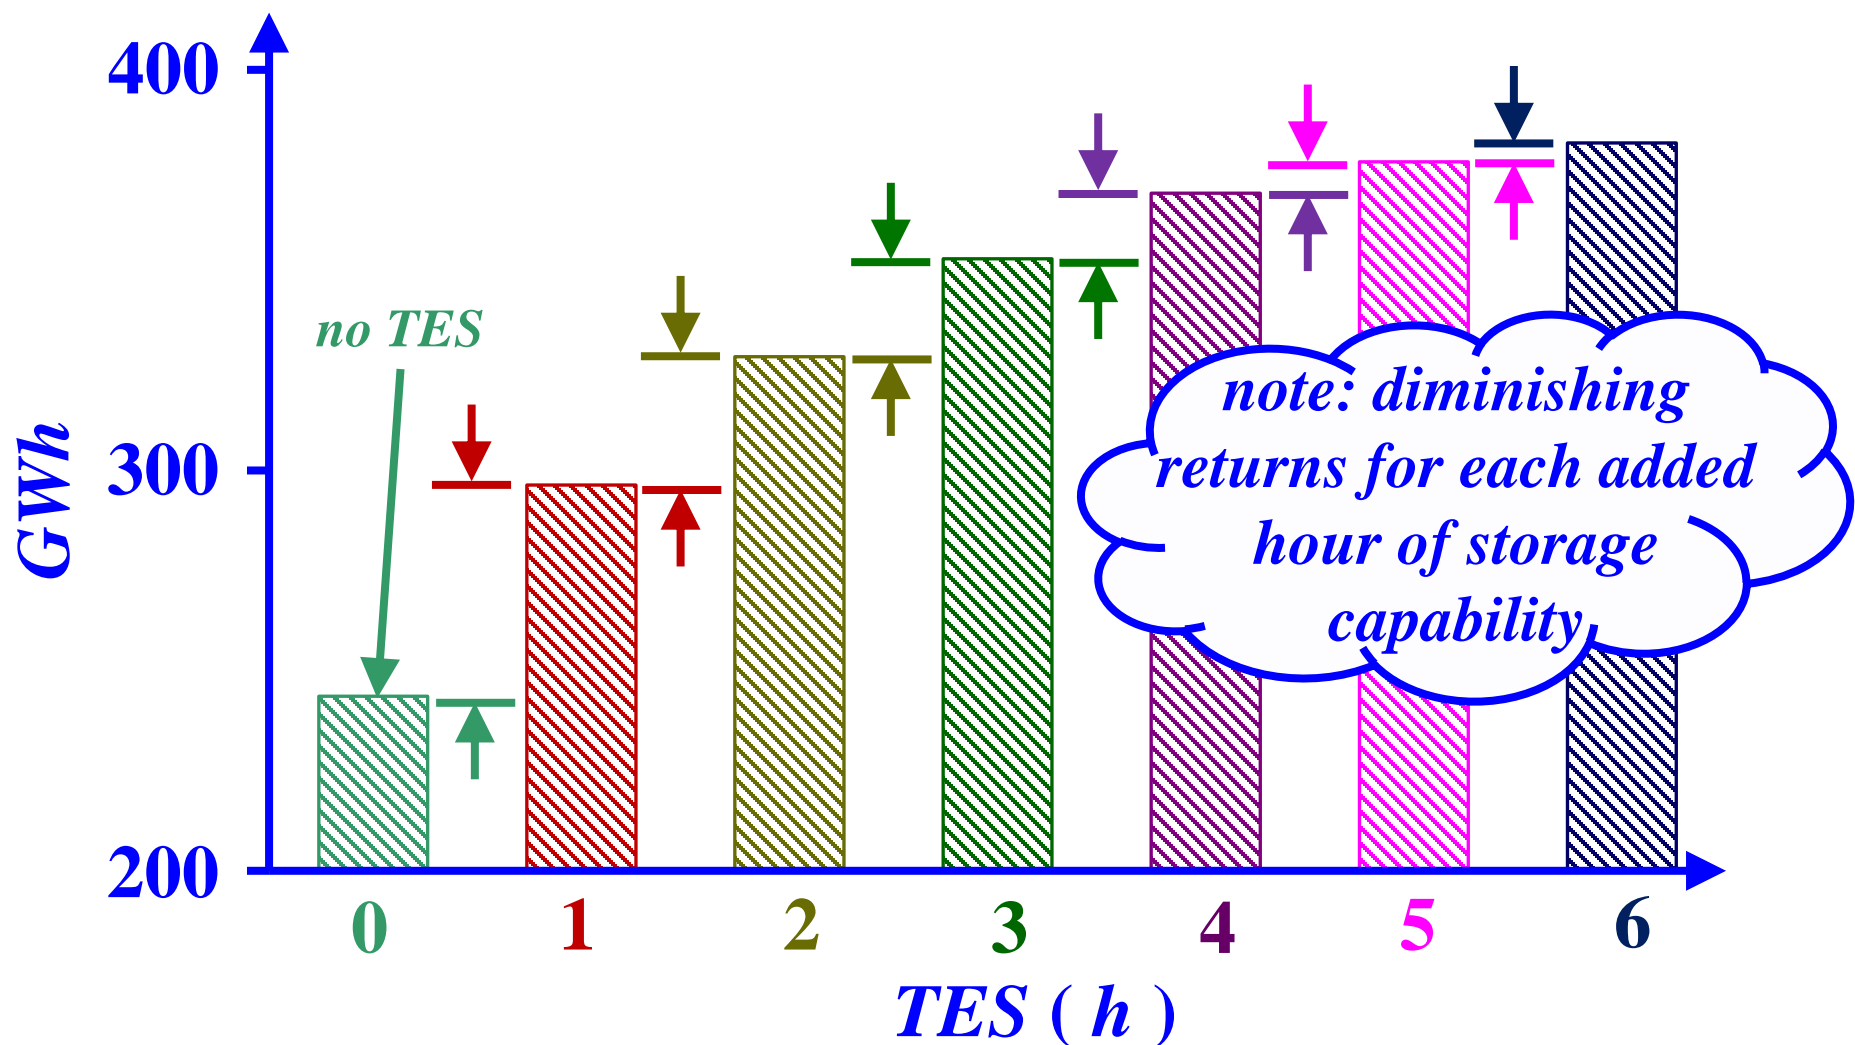 400
no TES
note: diminishing
returns for each added
hour of storage
capability
300
GWh
200
0 1 2 3 4 5 6
TES ( h )